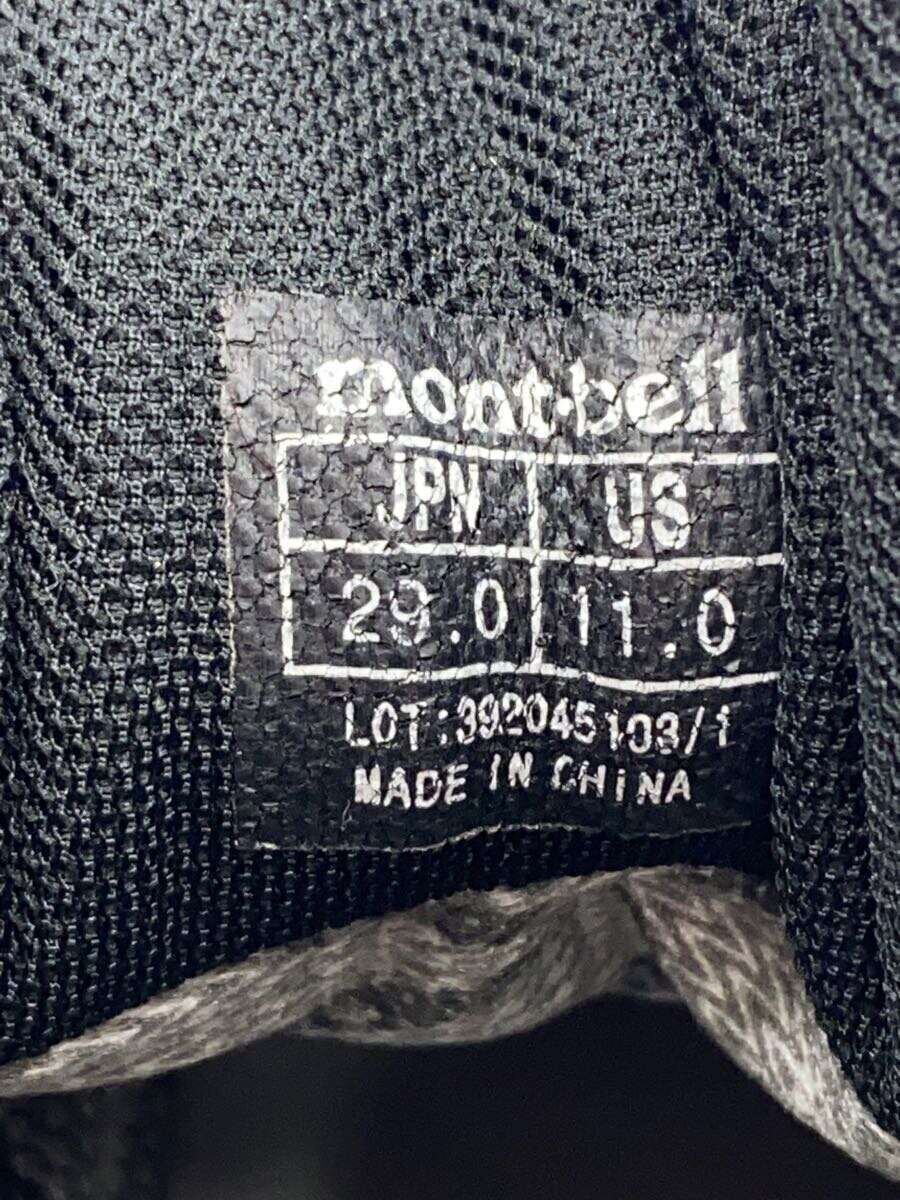 mont-bell
JPN US
29.0 11.0
LOT:392045103/1
MADE IN CHINA